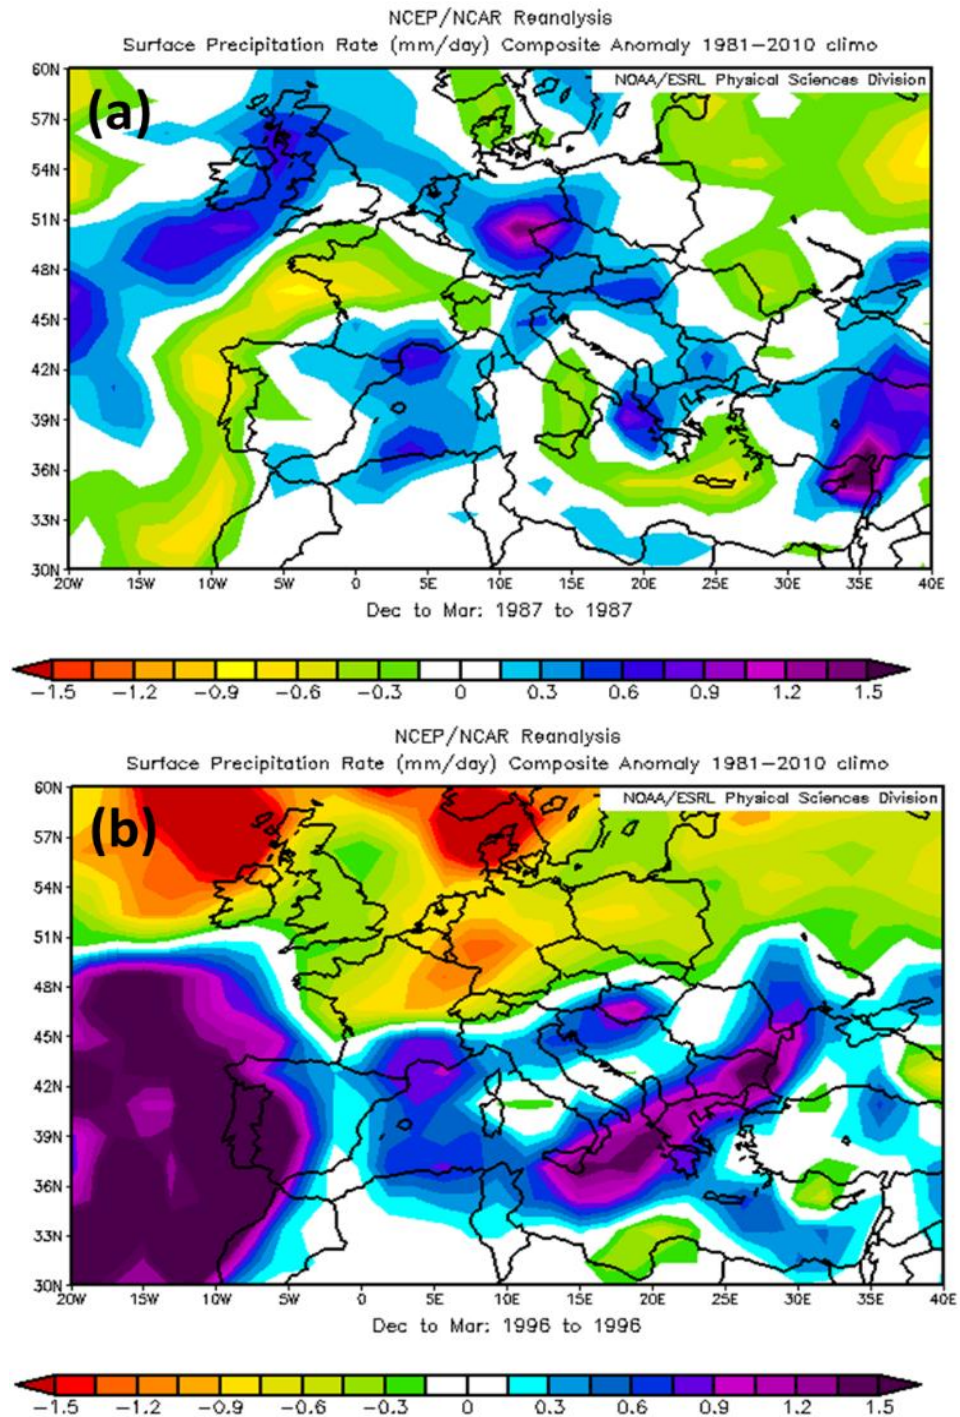 NCEP/NCAR Reanalysis
Surface Precipitation Rate (mm/day) Composite Anomaly 1981-2010 climo
60N
NOAA/ESRL Physical Sciences Division
(a)
57N
54N
51N
48N
45N
42N
39N
36N
33N
30N
20W 15W 10W 5W 0 5E 10E 15E 20E 25E 30E 35E 40E
Dec to Mar: 1987 to 1987
-1.5 -1.2 -0.9 -0.6 -0.3 0 0.3 0.6 0.9 1.2 1.5
NCEP/NCAR Reanalysis
Surface Precipitation Rate (mm/day) Composite Anomaly 1981-2010 climo
60N
NOAA/ESRL Physical Sciences Division
(b)
57N
54N
51N
48N
45N
42N
39N
36N
33N
30N
20W 15W 10W 5W 0 5E 10E 15E 20E 25E 30E 35E 40E
Dec to Mar: 1996 to 1996
-1.5 -1.2 -0.9 -0.6 -0.3 0 0.3 0.6 0.9 1.2 1.5